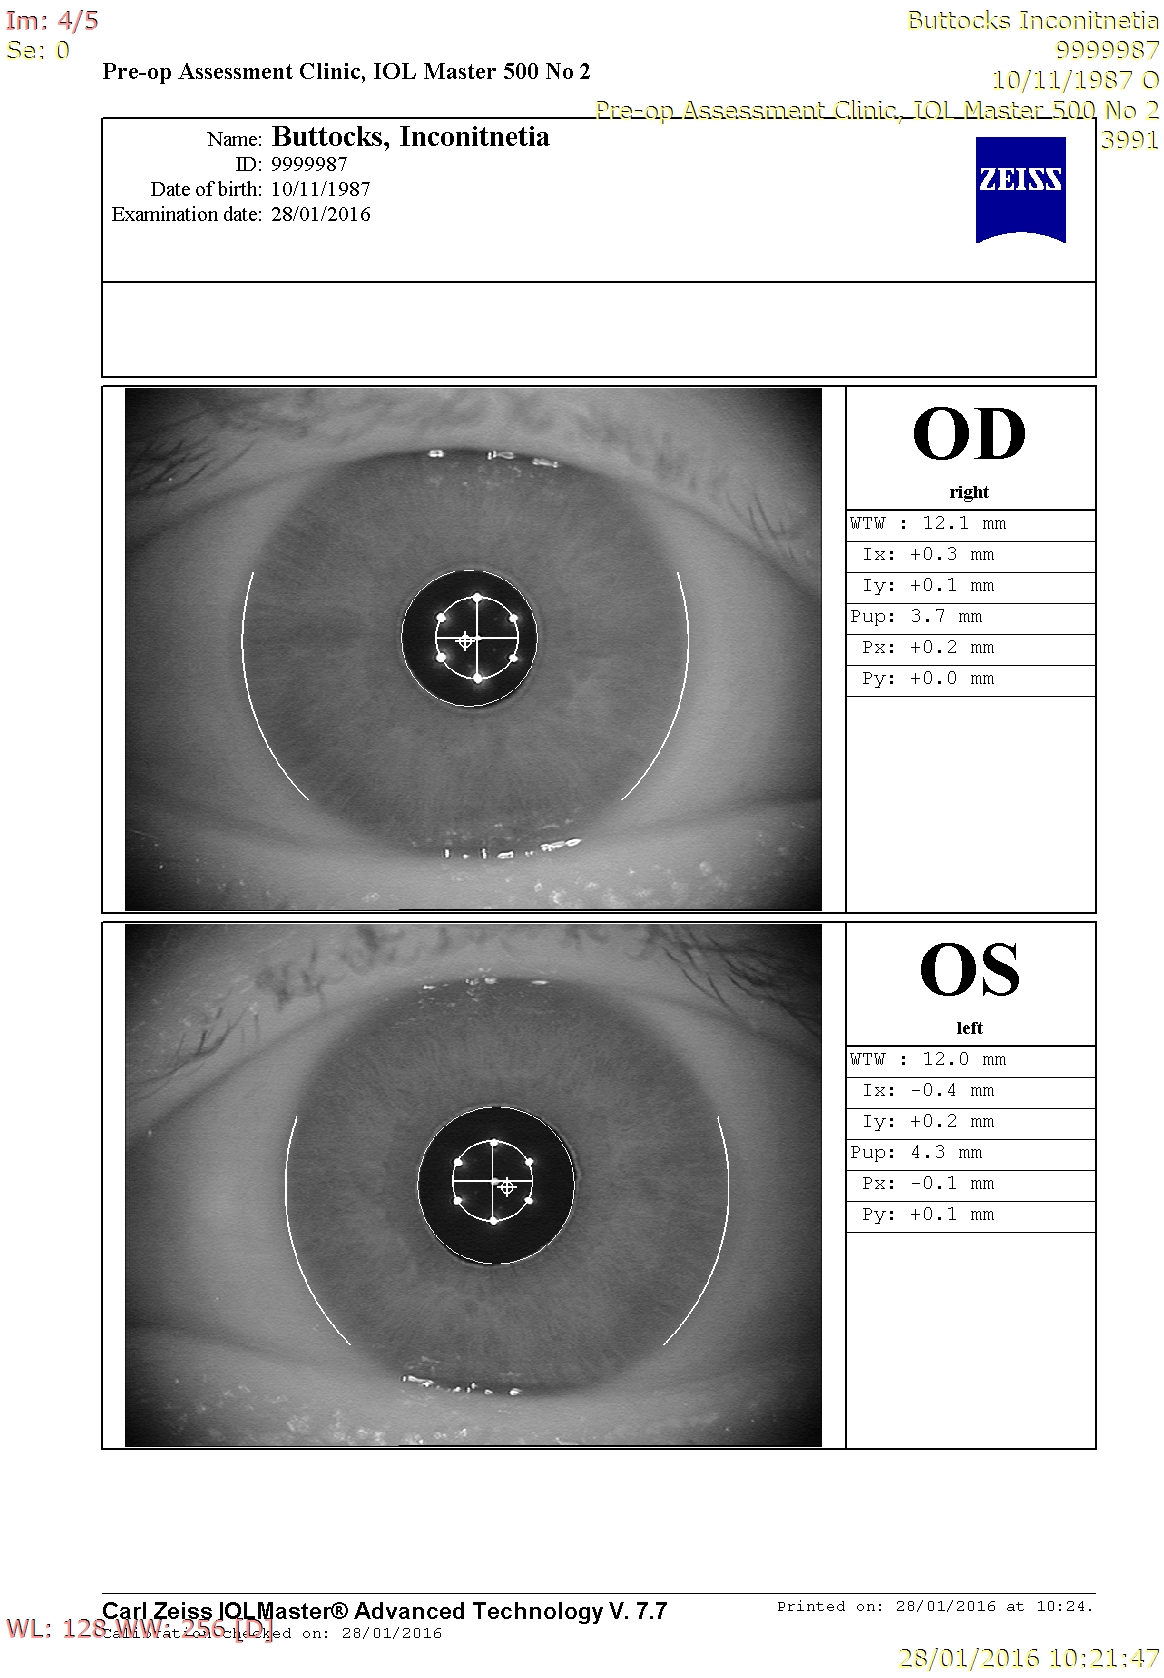 Im: 4/5
Se: 0
Buttocks Inconitnetia
9999987
10/11/1987 O
Pre-op Assessment Clinic, IOL Master 500 No 2
3991
Pre-op Assessment Clinic, IOL Master 500 No 2
Name: Buttocks, Inconitnetia
ID: 9999987
Date of birth: 10/11/1987
Examination date: 28/01/2016
ZEISS
OD
right
WTW : 12.1 mm
Ix: +0.3 mm
Iy: +0.1 mm
Pup: 3.7 mm
Px: +0.2 mm
Py: +0.0 mm
OS
left
WTW : 12.0 mm
Ix: -0.4 mm
Iy: +0.2 mm
Pup: 4.3 mm
Px: -0.1 mm
Py: +0.1 mm
Carl Zeiss IOLMaster® Advanced Technology V. 7.7
Printed on: 28/01/2016 at 10:24.
WL: 128 WW: 256 [D]
Calibration checked on: 28/01/2016
28/01/2016 10:21:47